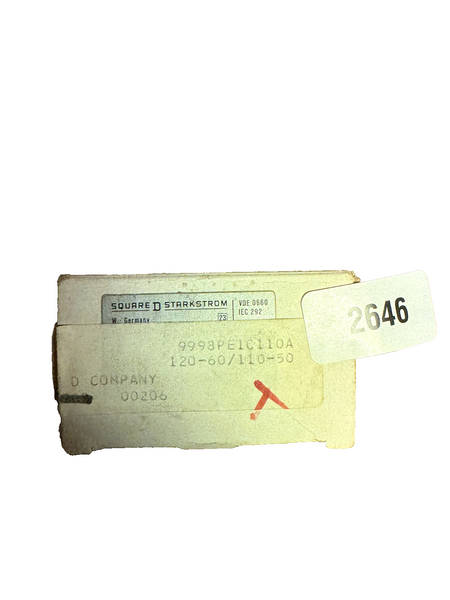 SQUARE D STARKSTROM
VDE 0660
IEC 292
W.-Germany
23
2646
9998PE1C110A
120-60/110-50
D COMPANY
00206